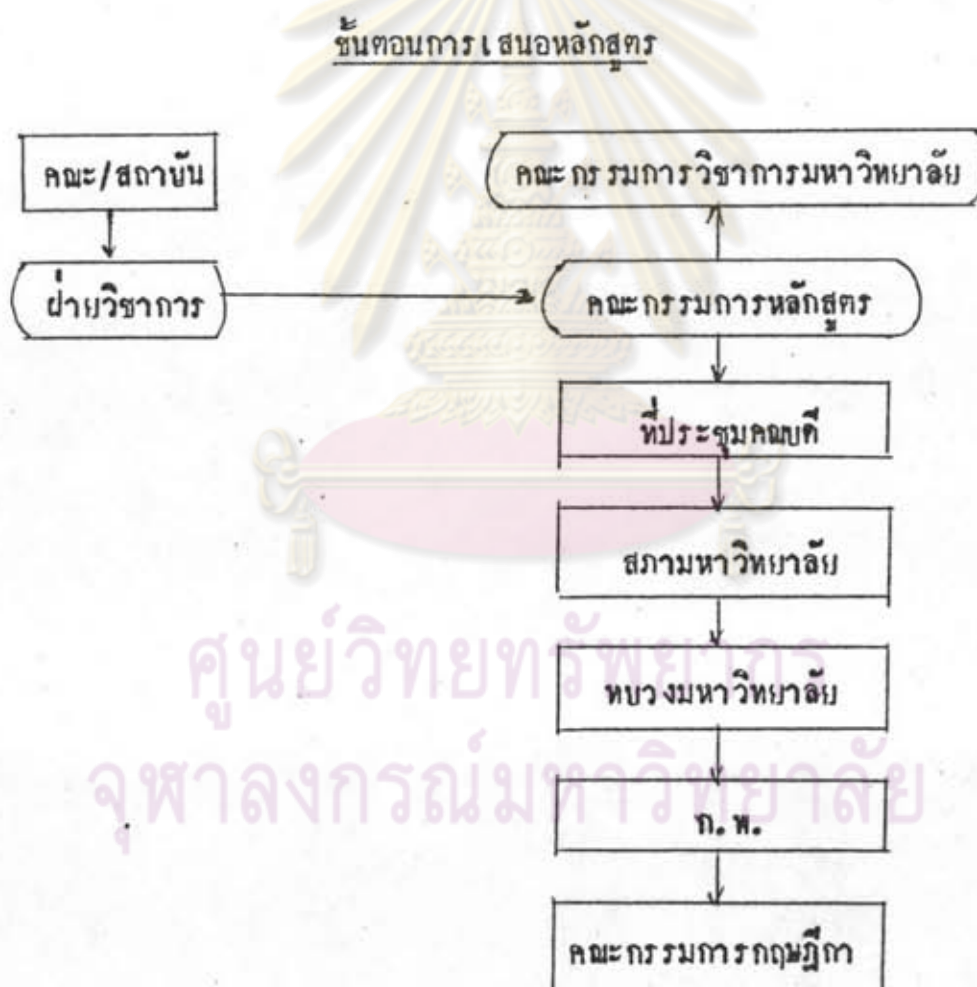 ขั้นตอนการเสนอหลักสูตร
คณะ/สถาบัน
คณะกรรมการวิชาการมหาวิทยาลัย
ฝ่ายวิชาการ
คณะกรรมการหลักสูตร
ที่ประชุมคณบดี
สภามหาวิทยาลัย
ศูนย์วิทยทรัพยากร
ทบวงมหาวิทยาลัย
จุฬาลงกรณ์มหาวิทยาลัย
ก.พ.
คณะกรรมการกฤษฎีกา